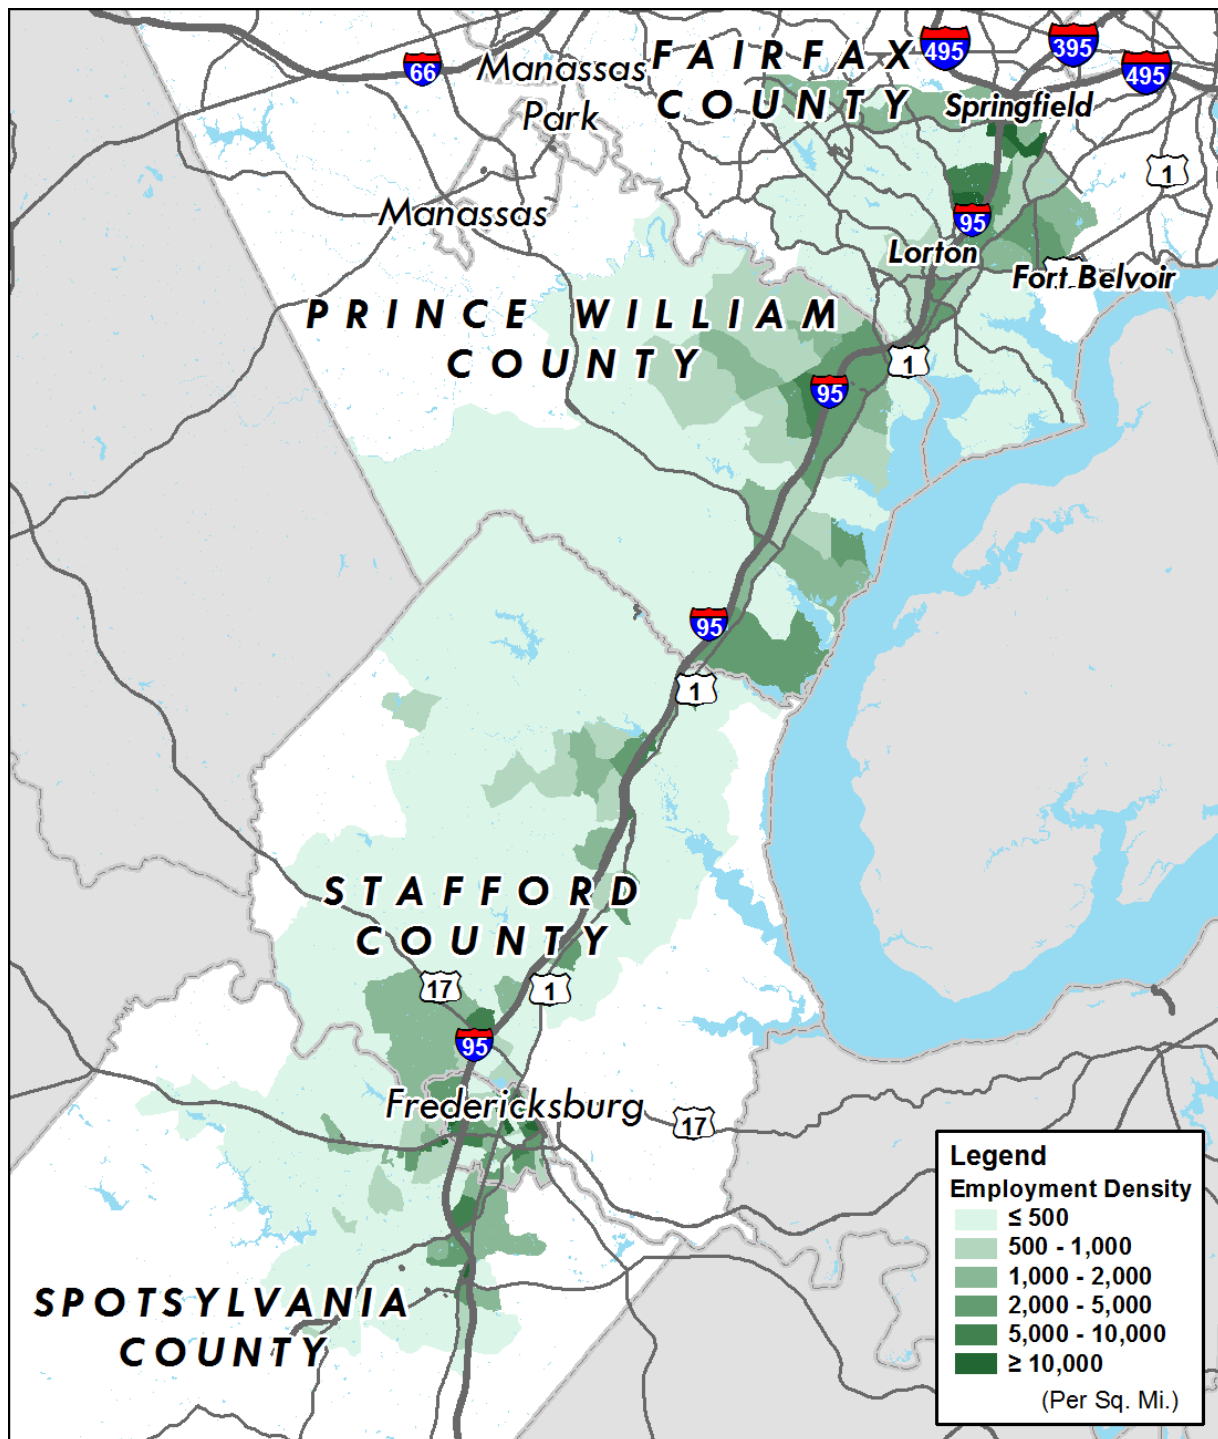 FAIRFAX
COUNTY
495
395
495
66
Manassas
Park
Springfield
1
Manassas
95
Lorton
Fort Belvoir
PRINCE WILLIAM
COUNTY
1
95
95
1
STAFFORD
COUNTY
17
1
95
Fredericksburg
17
SPOTSYLVANIA
COUNTY
Legend
Employment Density
≤ 500
500 - 1,000
1,000 - 2,000
2,000 - 5,000
5,000 - 10,000
≥ 10,000
(Per Sq. Mi.)